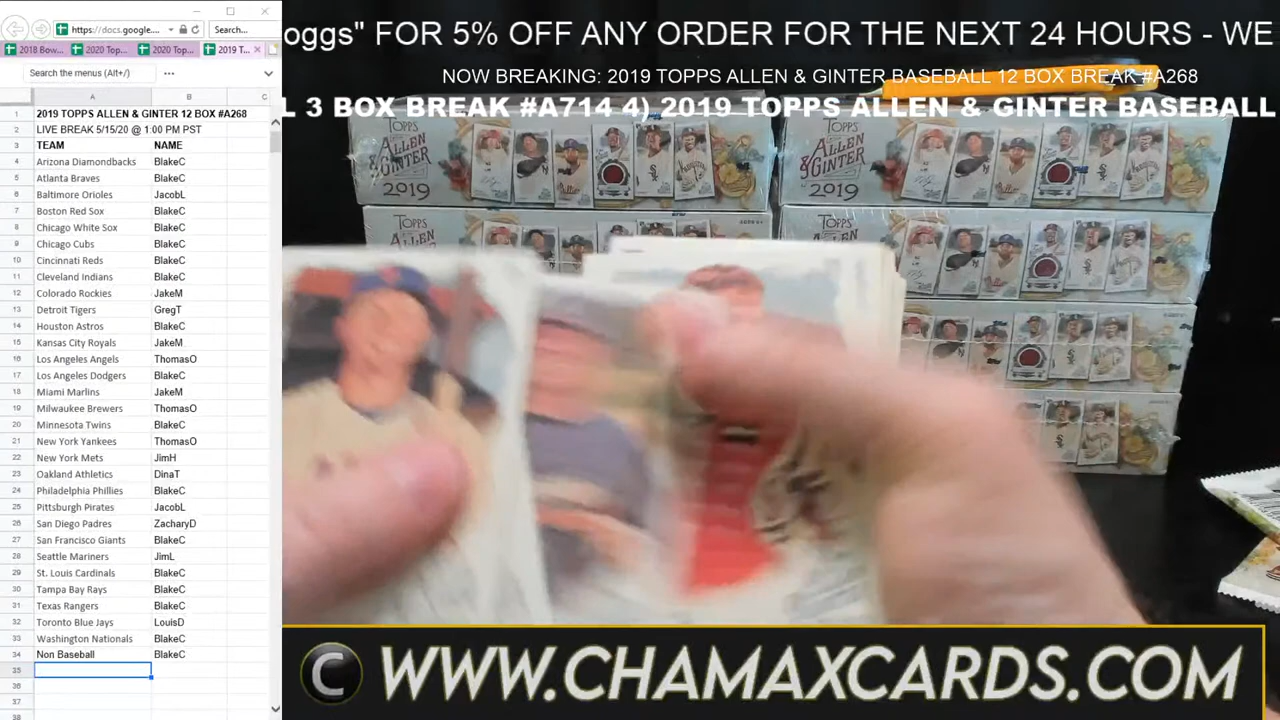 https://docs.google....
Search...
2018 Bow...
2020 Top...
2020 Top...
2019 T...
Search the menus (Alt+/)
A B C
1 2019 TOPPS ALLEN & GINTER 12 BOX #A268
2 LIVE BREAK 5/15/20 @ 1:00 PM PST
3 TEAM NAME
4 Arizona Diamondbacks BlakeC
5 Atlanta Braves BlakeC
6 Baltimore Orioles JacobL
7 Boston Red Sox BlakeC
8 Chicago White Sox BlakeC
9 Chicago Cubs BlakeC
10 Cincinnati Reds BlakeC
11 Cleveland Indians BlakeC
12 Colorado Rockies JakeM
13 Detroit Tigers GregT
14 Houston Astros BlakeC
15 Kansas City Royals JakeM
16 Los Angeles Angels ThomasO
17 Los Angeles Dodgers BlakeC
18 Miami Marlins JakeM
19 Milwaukee Brewers ThomasO
20 Minnesota Twins BlakeC
21 New York Yankees ThomasO
22 New York Mets JimH
23 Oakland Athletics DinaT
24 Philadelphia Phillies BlakeC
25 Pittsburgh Pirates JacobL
26 San Diego Padres ZacharyD
27 San Francisco Giants BlakeC
28 Seattle Mariners JimL
29 St. Louis Cardinals BlakeC
30 Tampa Bay Rays BlakeC
31 Texas Rangers BlakeC
32 Toronto Blue Jays LouisD
33 Washington Nationals BlakeC
34 Non Baseball BlakeC
35
36
37
38
oggs" FOR 5% OFF ANY ORDER FOR THE NEXT 24 HOURS - WE
NOW BREAKING: 2019 TOPPS ALLEN & GINTER BASEBALL 12 BOX BREAK #A268
L 3 BOX BREAK #A714 4) 2019 TOPPS ALLEN & GINTER BASEBALL
TOPPS
ALLEN
& GINTER
2019
TOPPS
ALLEN
& GINTER
2019
TOPPS
ALLEN
& GINTER
TOPPS
ALLEN
& GINTER
C WWW.CHAMAXCARDS.COM